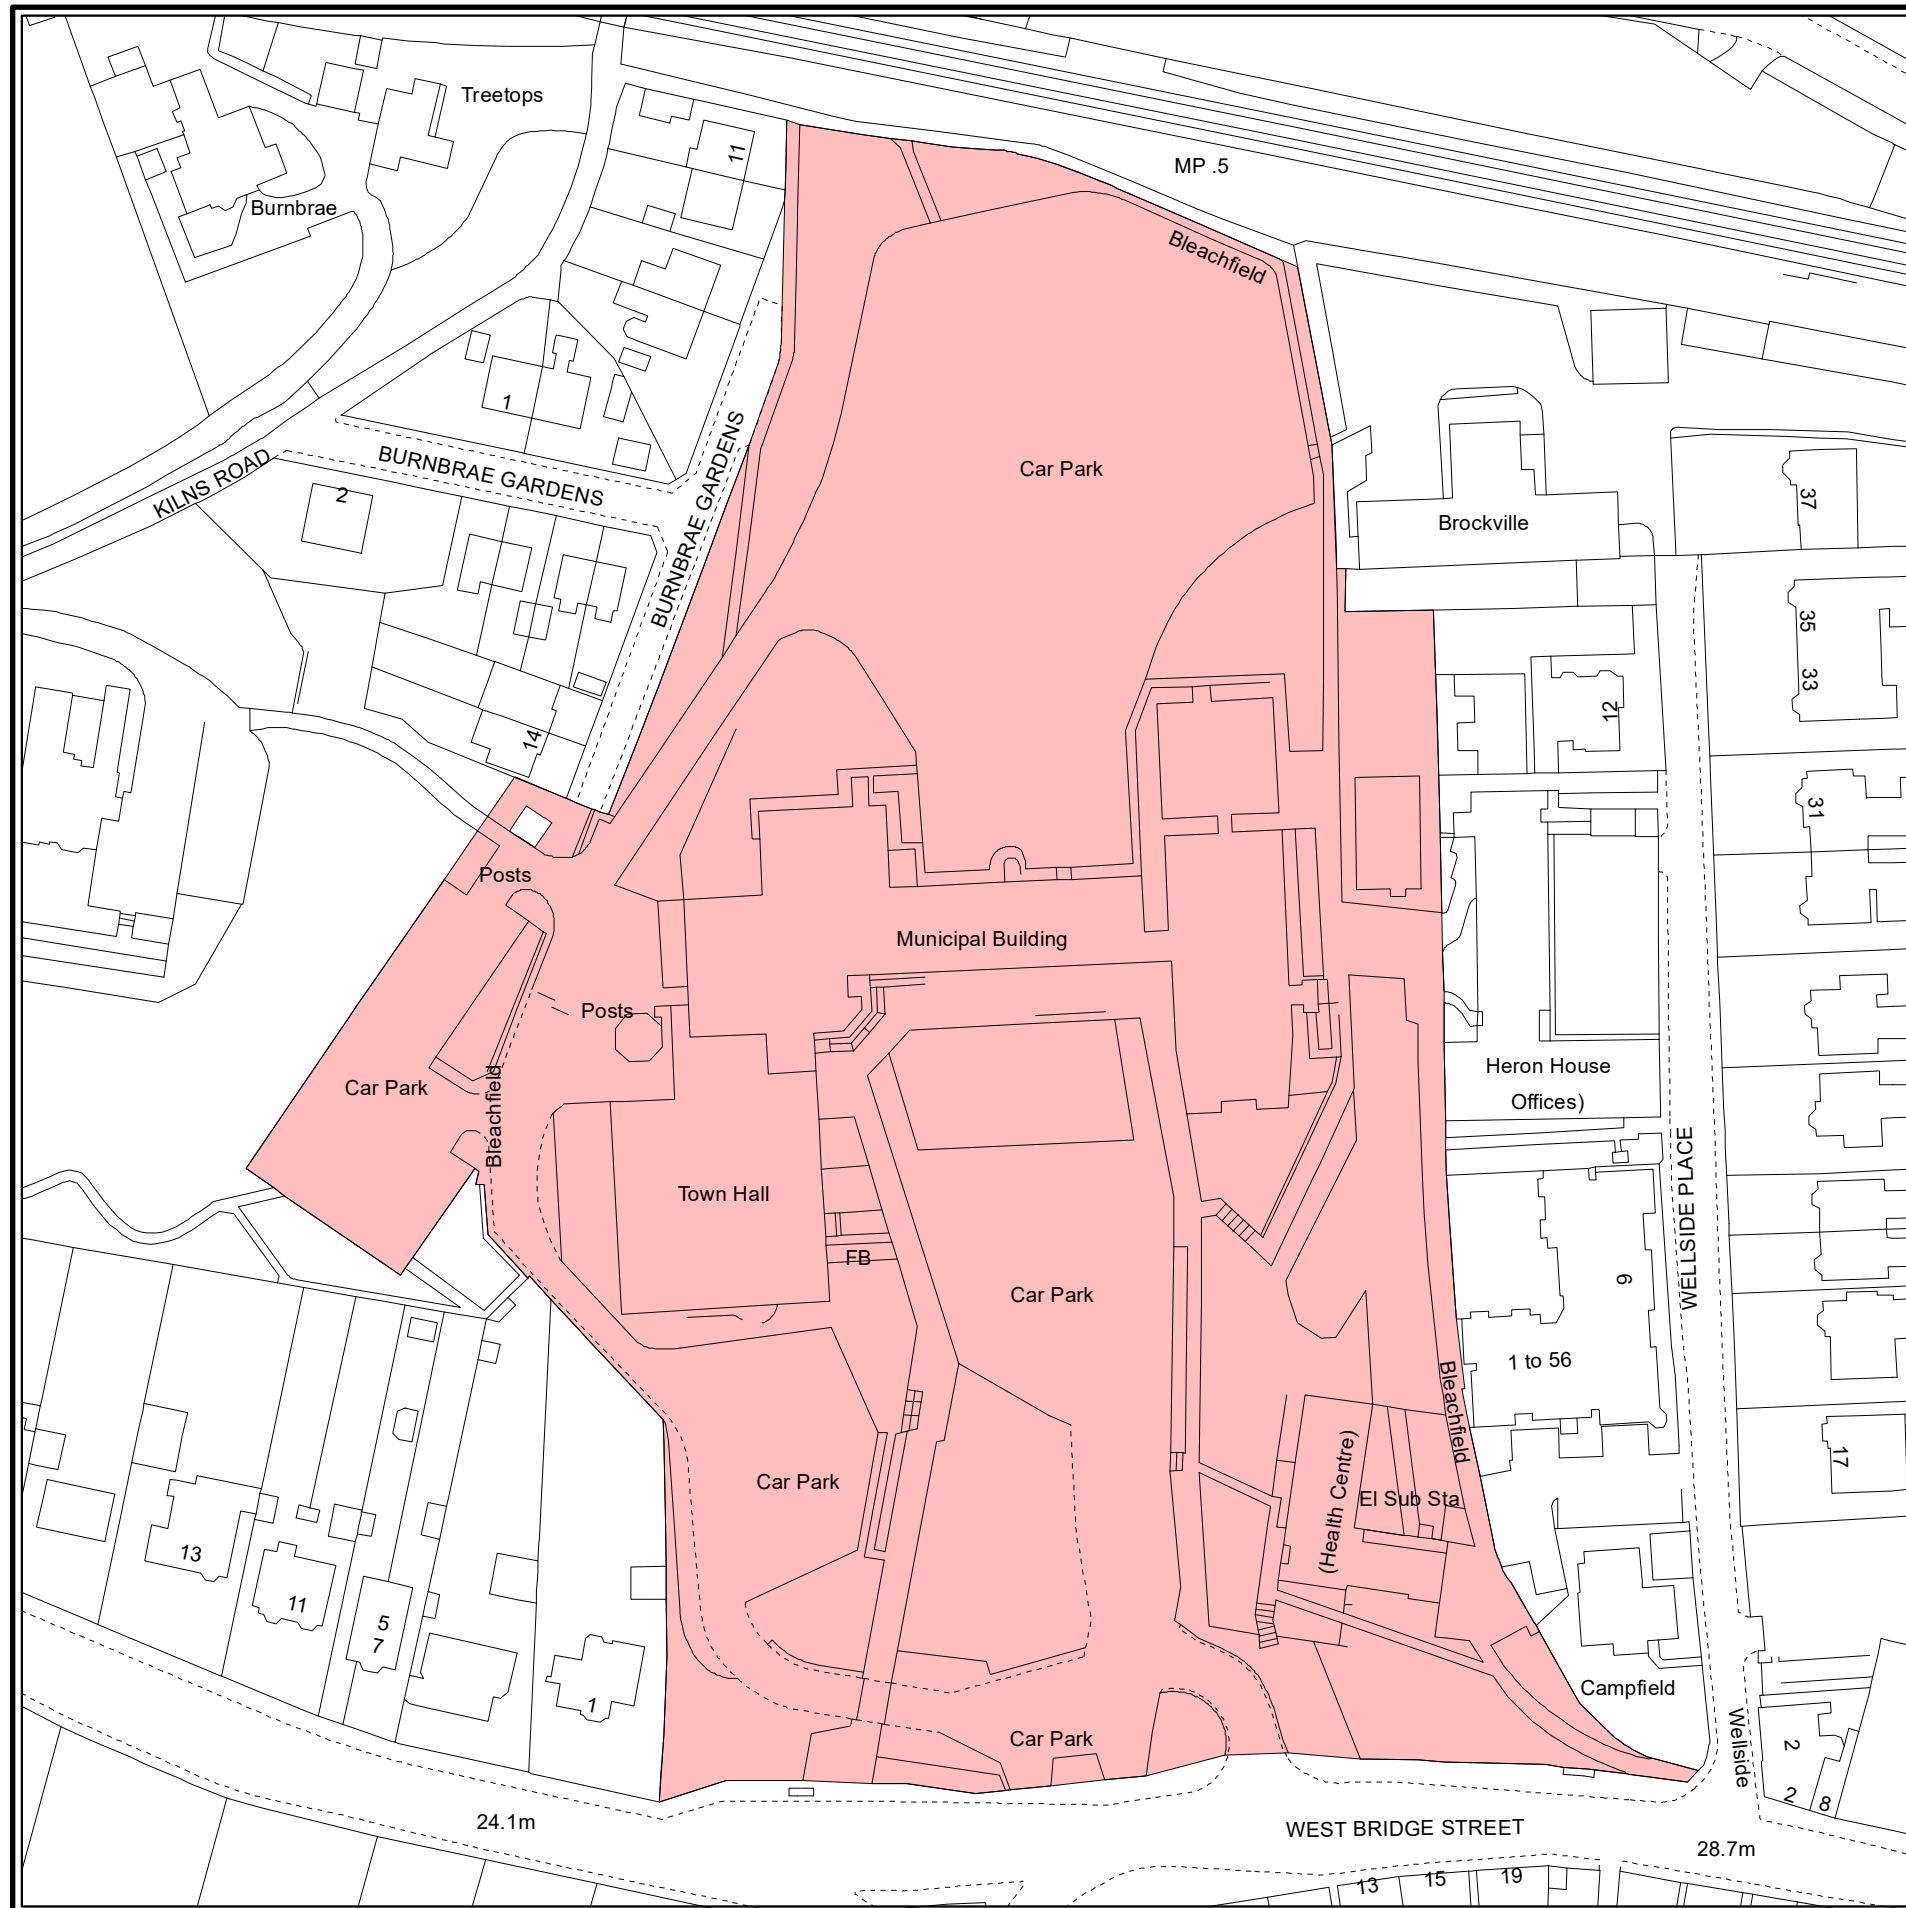 Treetops
MP .5
11
Burnbrae
Bleachfield
1
Car Park
BURNBRAE GARDENS
BURNBRAE GARDENS
KILNS ROAD
2
37
Brockville
35
33
12
14
31
Posts
Municipal Building
Posts
Heron House
Offices)
Car Park
Bleachfield
Town Hall
WELLSIDE PLACE
FB
9
Car Park
1 to 56
Bleachfield
Car Park
(Health Centre)
El Sub Sta
17
13
11
5
7
1
Campfield
Car Park
Wellside
2
2
8
24.1m
WEST BRIDGE STREET
28.7m
13
15
19